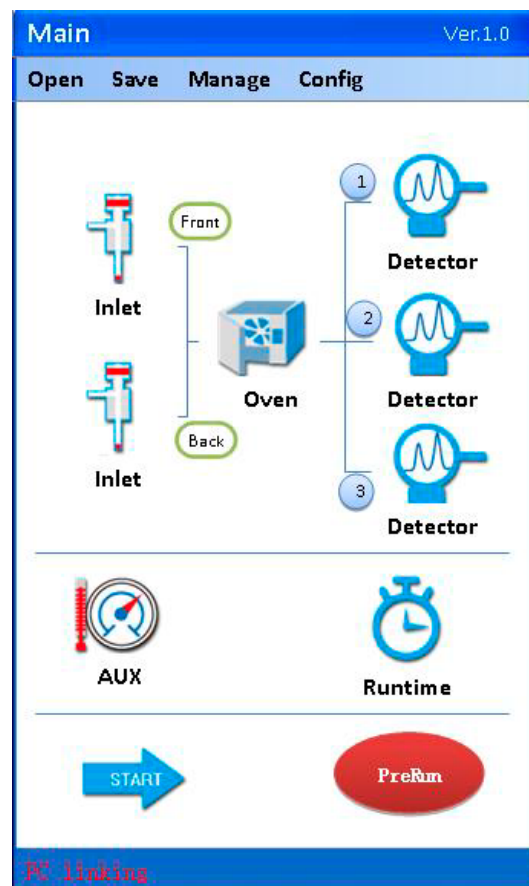 Main Ver.1.0
Open Save Manage Config
1
Front
Detector
Inlet
2
Oven
Detector
Back
Inlet
3
Detector
AUX
Runtime
START
PreRun
PC linking